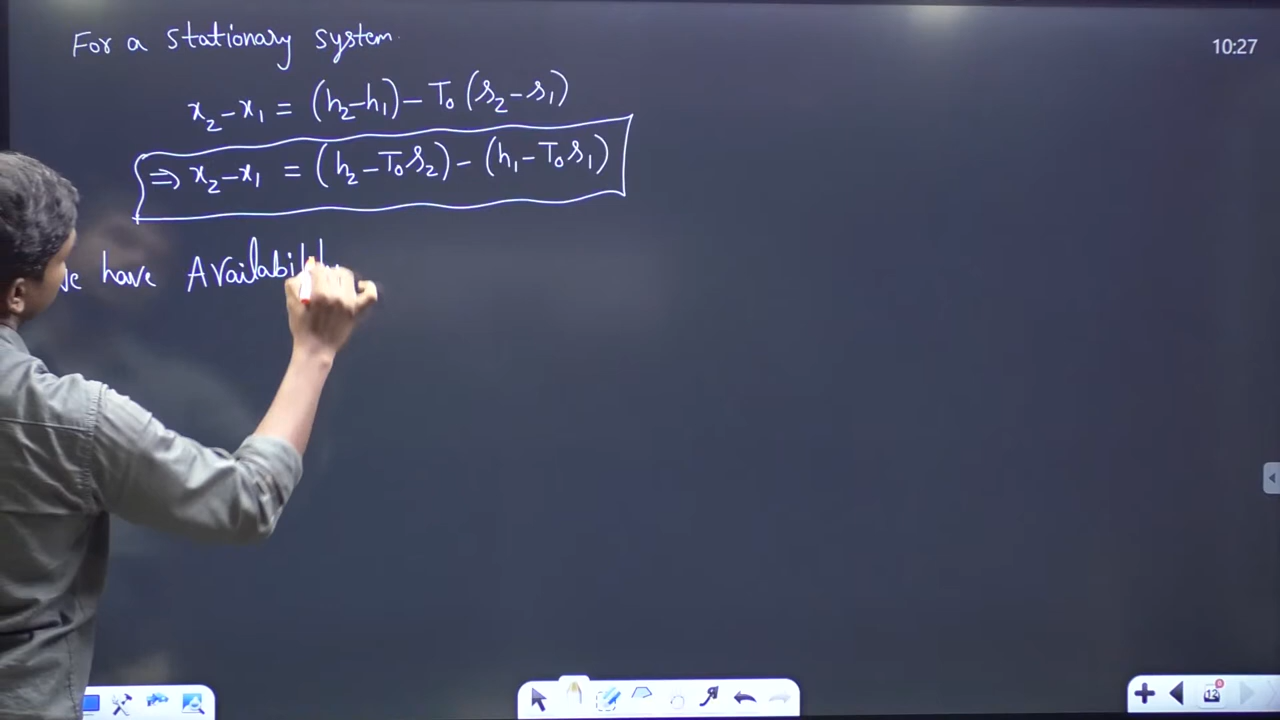 For a stationary system.
10:27
x₂-x₁ = (h₂-h₁)- T₀ (s₂-s₁)
⇒ x₂-x₁ = (h₂-T₀s₂)-(h₁-T₀s₁)
have
12